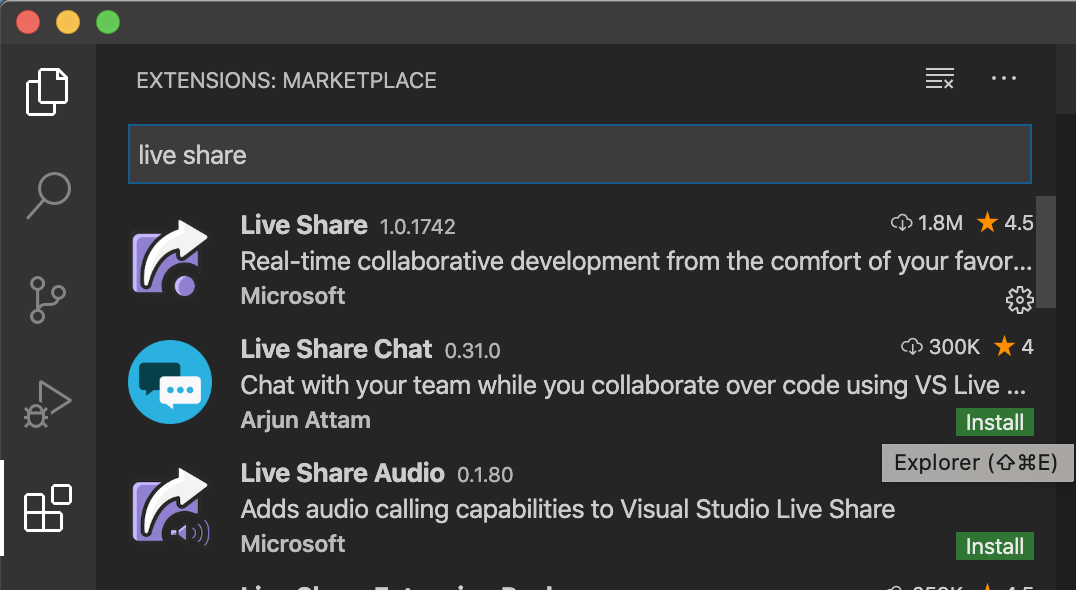 EXTENSIONS: MARKETPLACE
live share
Live Share 1.0.1742 1.8M 4.5
Real-time collaborative development from the comfort of your favor...
Microsoft
Live Share Chat 0.31.0 300K 4
Chat with your team while you collaborate over code using VS Live ...
Arjun Attam
Install
Explorer (⇧⌘E)
Live Share Audio 0.1.80
Adds audio calling capabilities to Visual Studio Live Share
Microsoft
Install
Live Share Extension